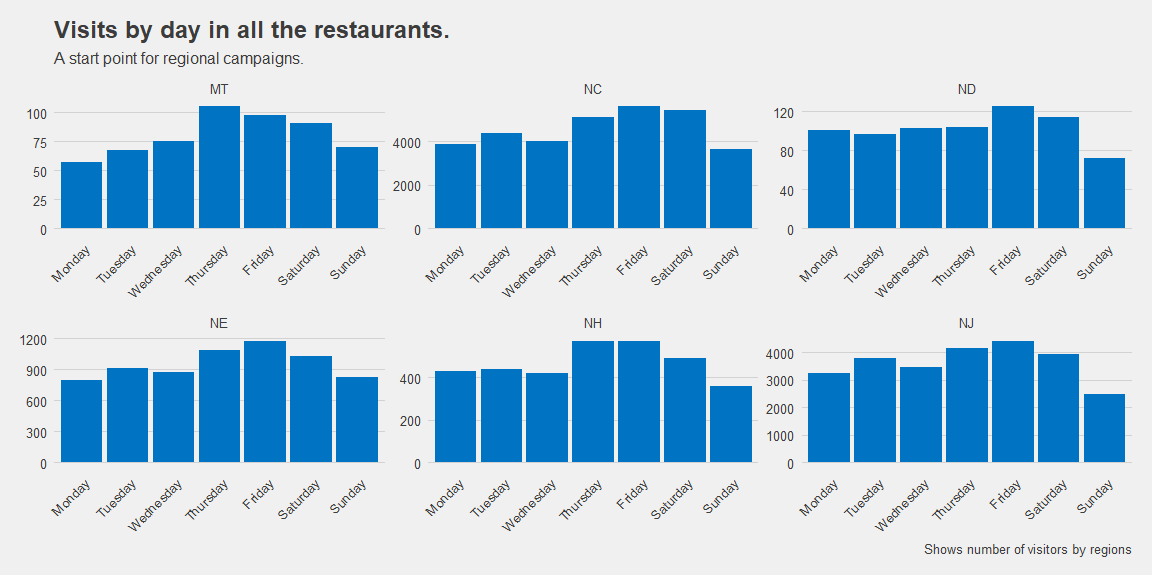 Visits by day in all the restaurants.
A start point for regional campaigns.
MT
NC
ND
100
75
50
25
0
4000
2000
0
120
80
40
0
Monday
Tuesday
Wednesday
Thursday
Friday
Saturday
Sunday
Monday
Tuesday
Wednesday
Thursday
Friday
Saturday
Sunday
Monday
Tuesday
Wednesday
Thursday
Friday
Saturday
Sunday
NE
NH
NJ
1200
900
600
300
0
400
200
0
4000
3000
2000
1000
0
Monday
Tuesday
Wednesday
Thursday
Friday
Saturday
Sunday
Monday
Tuesday
Wednesday
Thursday
Friday
Saturday
Sunday
Monday
Tuesday
Wednesday
Thursday
Friday
Saturday
Sunday
Shows number of visitors by regions